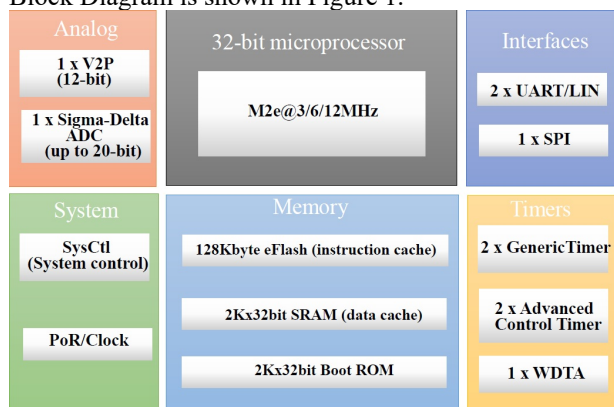 Block Diagram is shown in Figure 1.
Analog
1 x V2P
(12-bit)
1 x Sigma-Delta
ADC
(up to 20-bit)
32-bit microprocessor
M2e@3/6/12MHz
Interfaces
2 x UART/LIN
1 x SPI
System
SysCtl
(System control)
PoR/Clock
Memory
128Kbyte eFlash (instruction cache)
2Kx32bit SRAM (data cache)
2Kx32bit Boot ROM
Timers
2 x GenericTimer
2 x Advanced
Control Timer
1 x WDTA